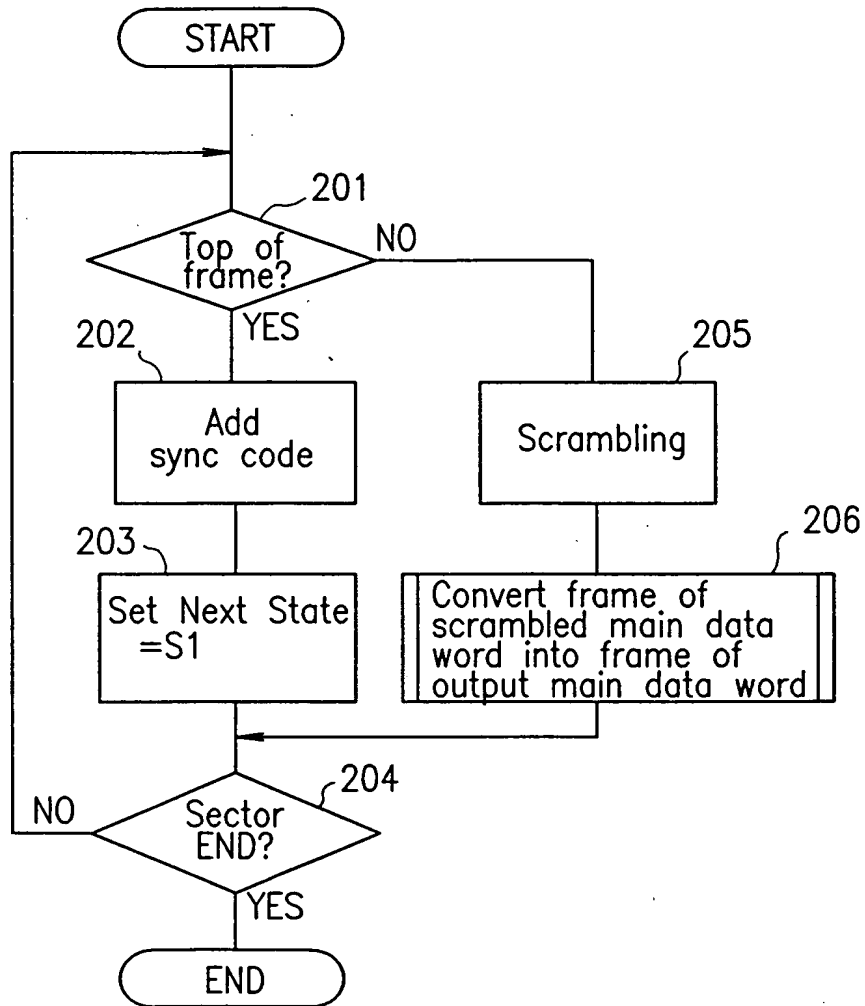 START
201
Top of
frame?
NO
YES
202
Add
sync code
205
Scrambling
203
Set Next State
=S1
206
Convert frame of
scrambled main data
word into frame of
output main data word
204
Sector
END?
NO
YES
END